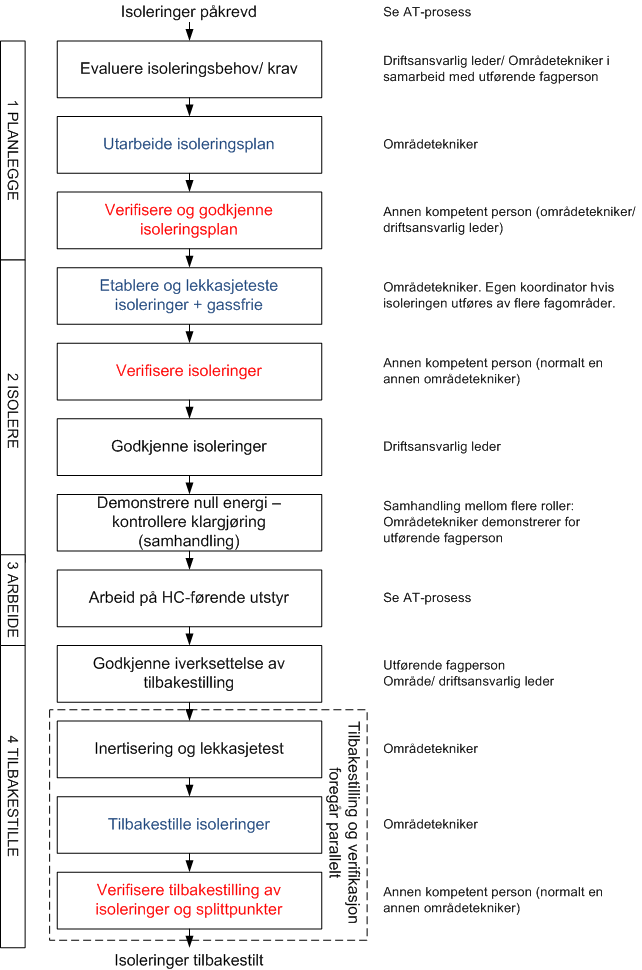 Isoleringer påkrevd
Se AT-prosess
1 PLANLEGGE
Evaluere isoleringsbehov/ krav
Driftsansvarlig leder/ Områdetekniker i
samarbeid med utførende fagperson
Utarbeide isoleringsplan
Områdetekniker
Verifisere og godkjenne
isoleringsplan
Annen kompetent person (områdetekniker/
driftsansvarlig leder)
2 ISOLERE
Etablere og lekkasjeteste
isoleringer + gassfrie
Områdetekniker. Egen koordinator hvis
isoleringen utføres av flere fagområder.
Verifisere isoleringer
Annen kompetent person (normalt en
annen områdetekniker)
Godkjenne isoleringer
Driftsansvarlig leder
Demonstrere null energi –
kontrollere klargjøring
(samhandling)
Samhandling mellom flere roller:
Områdetekniker demonstrerer for
utførende fagperson
3 ARBEIDE
Arbeid på HC-førende utstyr
Se AT-prosess
4 TILBAKESTILLE
Godkjenne iverksettelse av
tilbakestilling
Utførende fagperson
Område/ driftsansvarlig leder
Tilbakestilling og verifikasjon
foregår parallelt
Inertisering og lekkasjetest
Områdetekniker
Tilbakestille isoleringer
Områdetekniker
Verifisere tilbakestilling av
isoleringer og splittpunkter
Annen kompetent person (normalt en
annen områdetekniker)
Isoleringer tilbakestilt